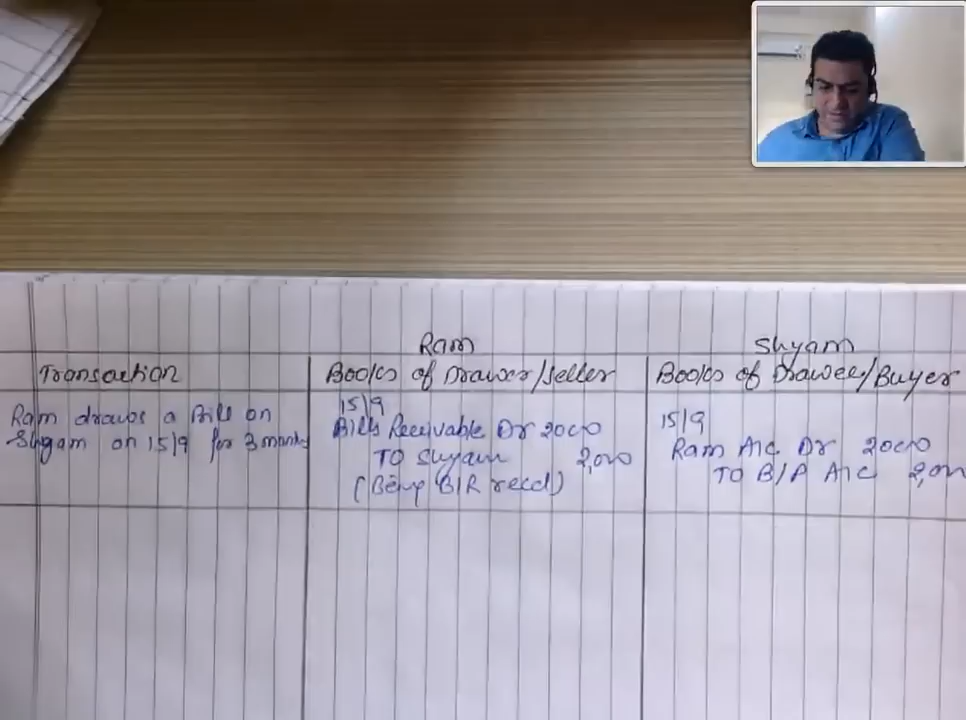 Ram
Shyam
Transaction
Books of Drawer/Seller
Books of Drawee/Buyer
Ram draws a Bill on
Shyam on 15/9 for 3 months
15/9
Bills Receivable Dr 2000
TO Shyam 2,000
(Being B/R recd)
15/9
Ram A/c Dr 2000
TO B/P A/C 2,000